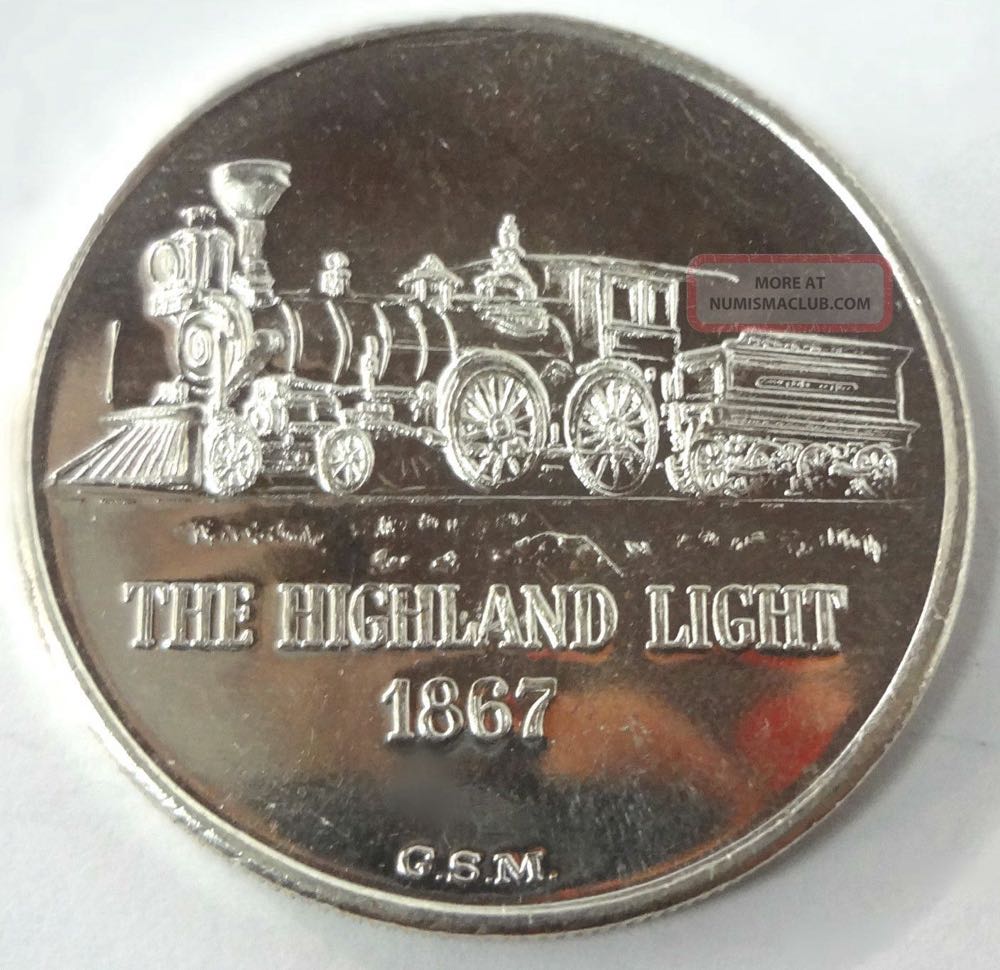 MORE AT
NUMISMACLUB.COM
THE HIGHLAND LIGHT
1867
G.S.M.